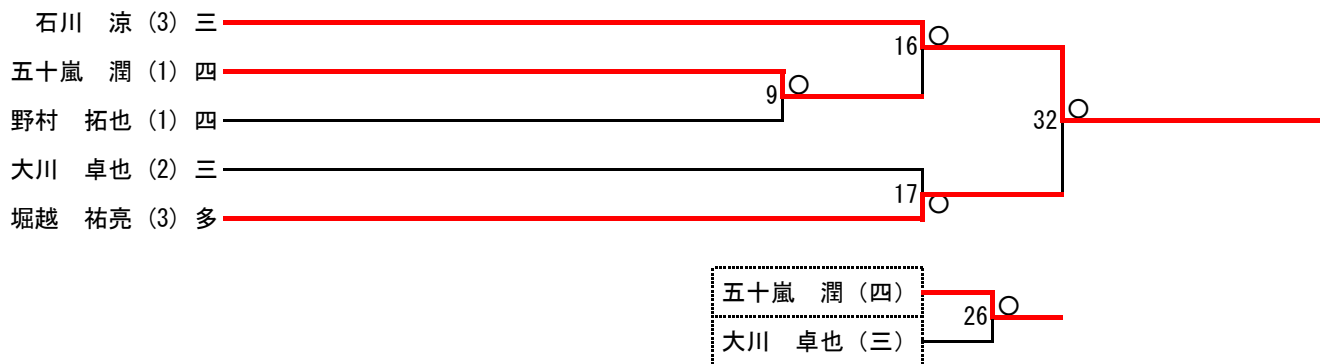 石川　涼 (3) 三
16 ○
五十嵐　潤 (1) 四
9 ○
野村　拓也 (1) 四
32 ○
大川　卓也 (2) 三
17 ○
堀越　祐亮 (3) 多
五十嵐　潤（四）
26 ○
大川　卓也（三）